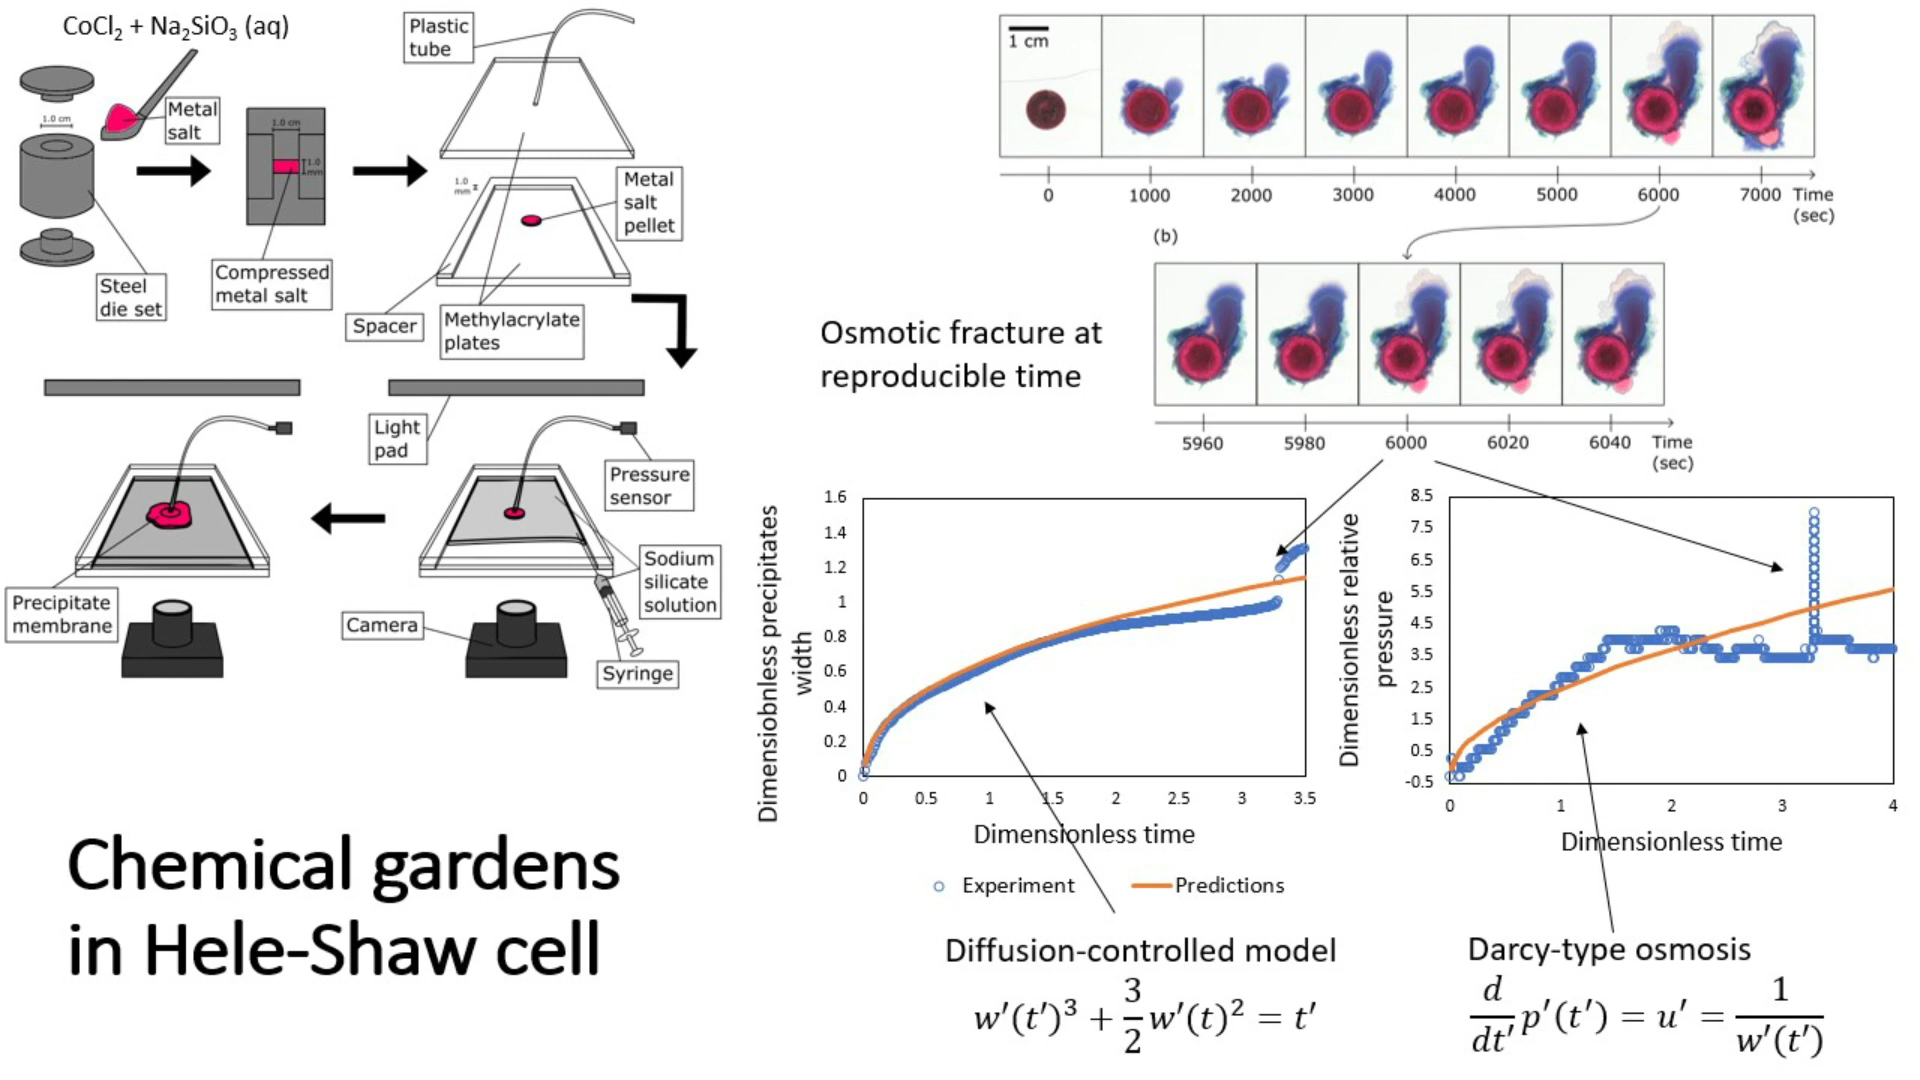 CoCl₂ + Na₂SiO₃ (aq)
1.0 cm
Metal
salt
Steel
die set
1.0 cm
1.0
mm
Compressed
metal salt
Plastic
tube
1.0
mm
Metal
salt
pellet
Spacer
Methylacrylate
plates
Light
pad
Pressure
sensor
Sodium
silicate
solution
Precipitate
membrane
Camera
Syringe
Chemical gardens
in Hele-Shaw cell
1 cm
0 1000 2000 3000 4000 5000 6000 7000 Time
(sec)
(b)
Osmotic fracture at
reproducible time
5960 5980 6000 6020 6040 Time
(sec)
Dimensiobnless precipitates
width
1.6
1.4
1.2
1
0.8
0.6
0.4
0.2
0
0 0.5 1 1.5 2 2.5 3 3.5
Dimensionless time
Experiment Predictions
Dimensionless relative
pressure
8.5
7.5
6.5
5.5
4.5
3.5
2.5
1.5
0.5
-0.5
0 1 2 3 4
Dimensionless time
Diffusion-controlled model
w′(t′)³ + 3/2 w′(t)² = t′
Darcy-type osmosis
d/dt′ p′(t′) = u′ = 1/w′(t′)